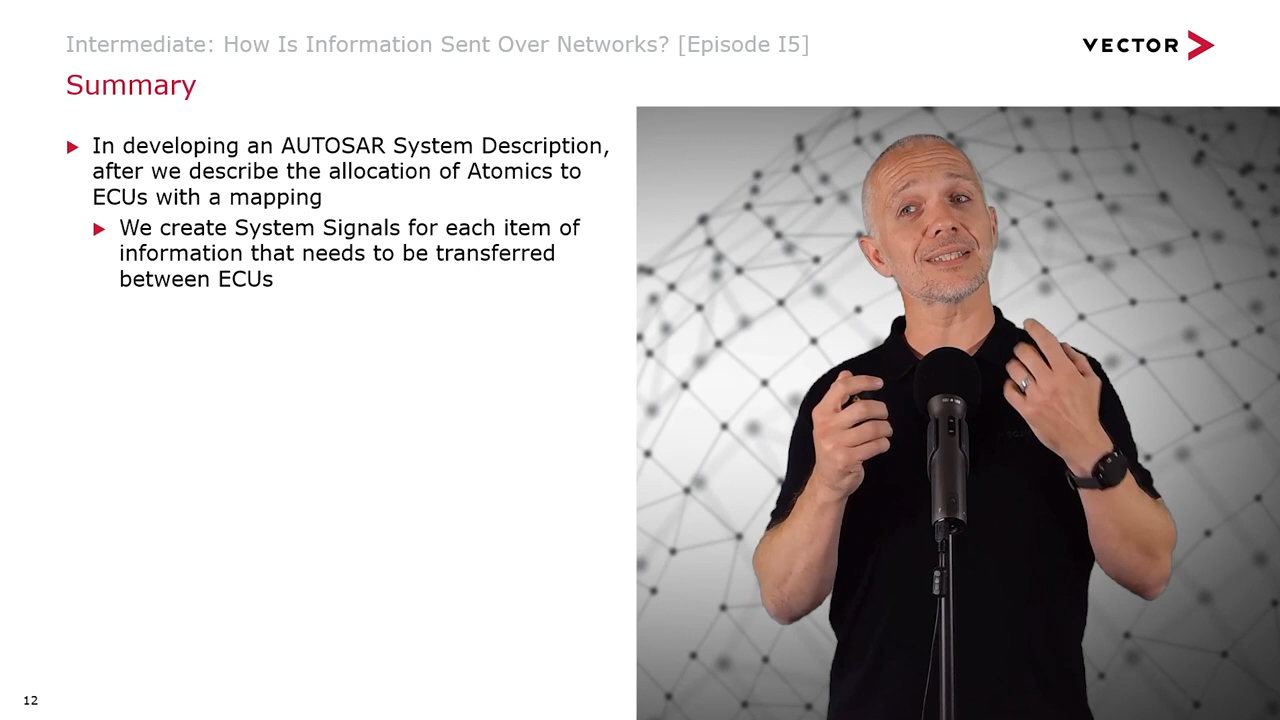 Intermediate: How Is Information Sent Over Networks? [Episode I5]
VECTOR
Summary
In developing an AUTOSAR System Description,
after we describe the allocation of Atomics to
ECUs with a mapping
We create System Signals for each item of
information that needs to be transferred
between ECUs
12